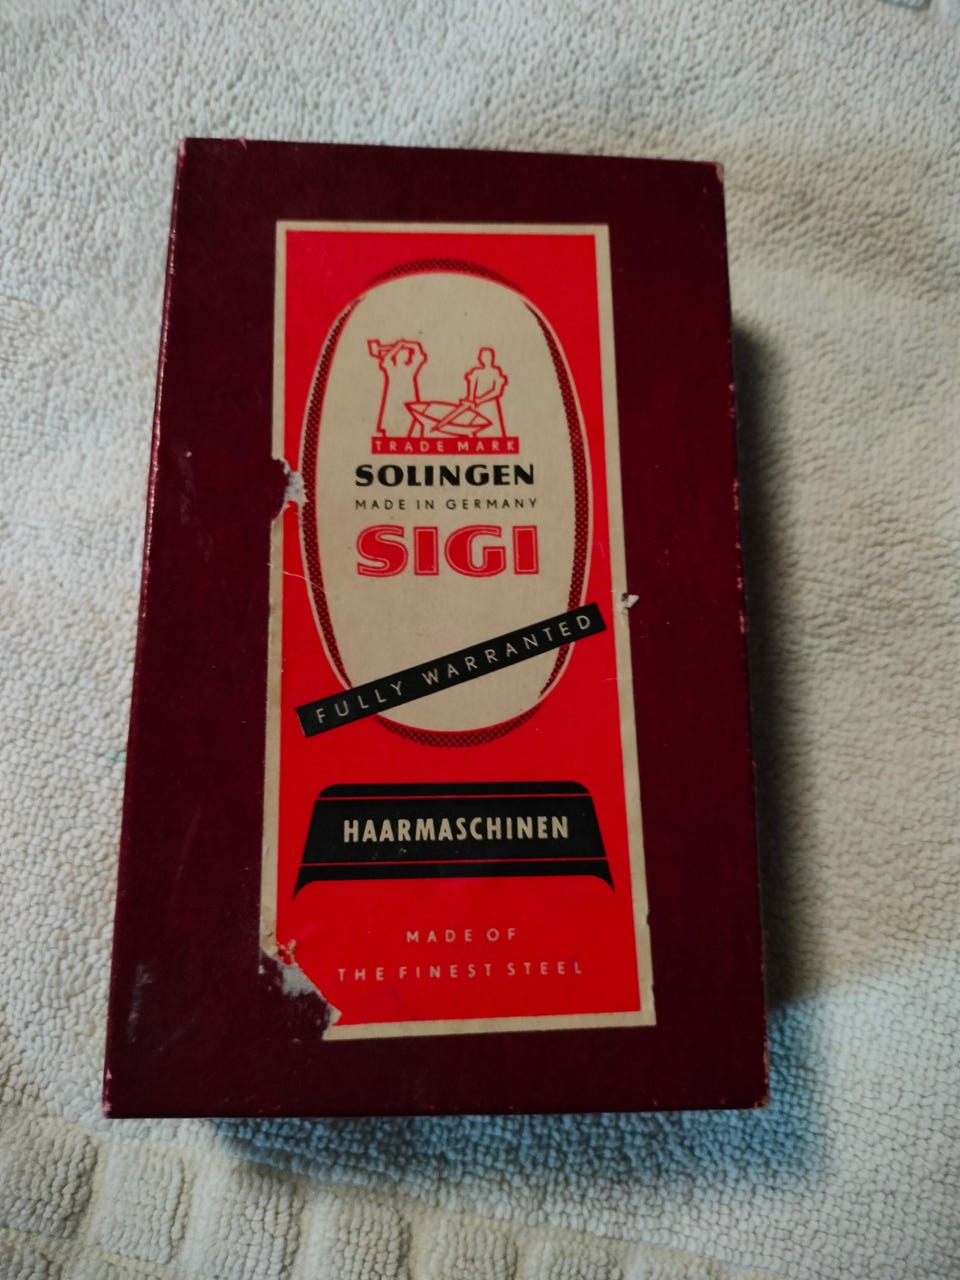 TRADE MARK
SOLINGEN
MADE IN GERMANY
SIGI
FULLY WARRANTED
HAARMASCHINEN
MADE OF
THE FINEST STEEL